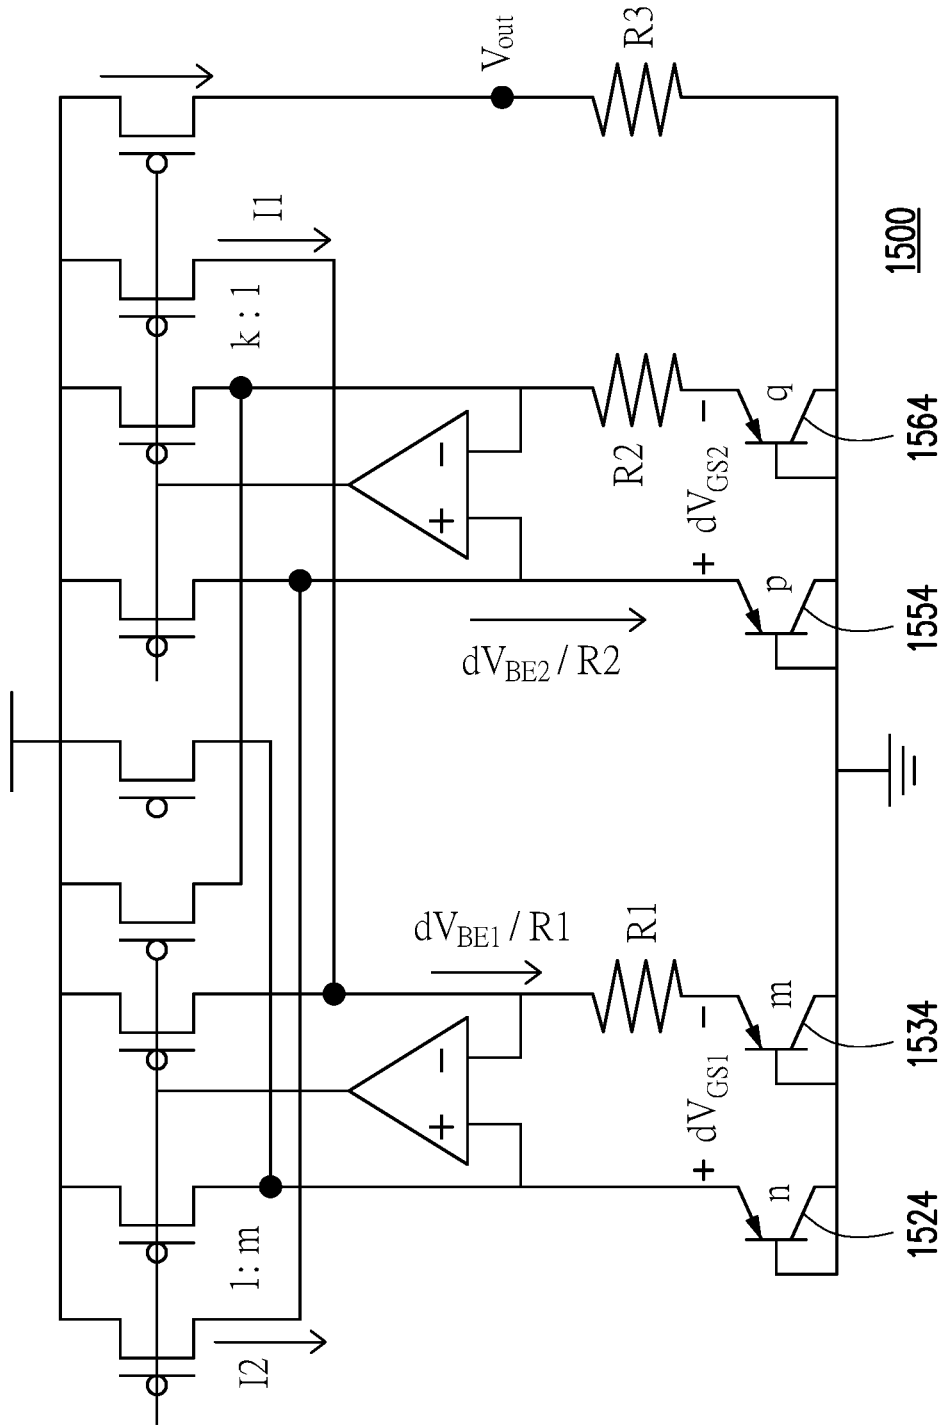 Vout
R3
I1
k : 1
1500
R2
− dVGS2 +
q
1564
p
1554
dVBE2 / R2
dVBE1 / R1
R1
− dVGS1 +
m
1534
n
1524
1 : m
I2